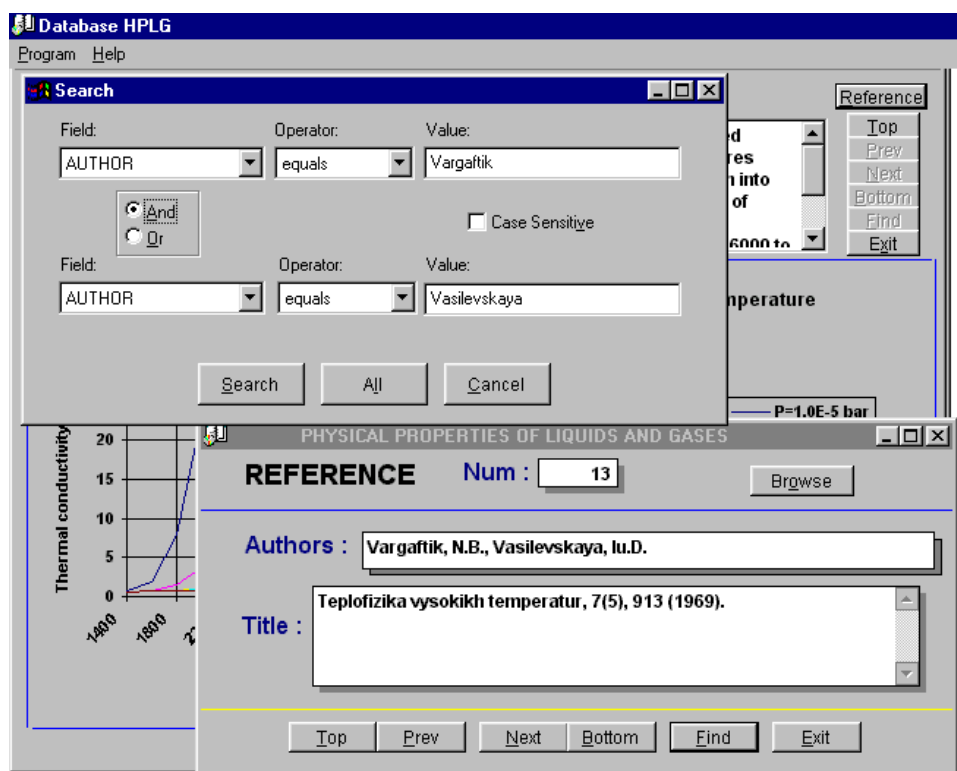 Database HPLG
Program Help
Search
Field: Operator: Value:
AUTHOR equals Vargaftik
And
Or
Case Sensitive
Field: Operator: Value:
AUTHOR equals Vasilevskaya
Search All Cancel
Reference
Top
Prev
Next
Bottom
Find
Exit
ed
res
n into
of
6000 to
mperature
P=1.0E-5 bar
Thermal conductivity
20
15
10
5
0
1400 1800
PHYSICAL PROPERTIES OF LIQUIDS AND GASES
REFERENCE Num : 13 Browse
Authors : Vargaftik, N.B., Vasilevskaya, Iu.D.
Title : Teplofizika vysokikh temperatur, 7(5), 913 (1969).
Top Prev Next Bottom Find Exit